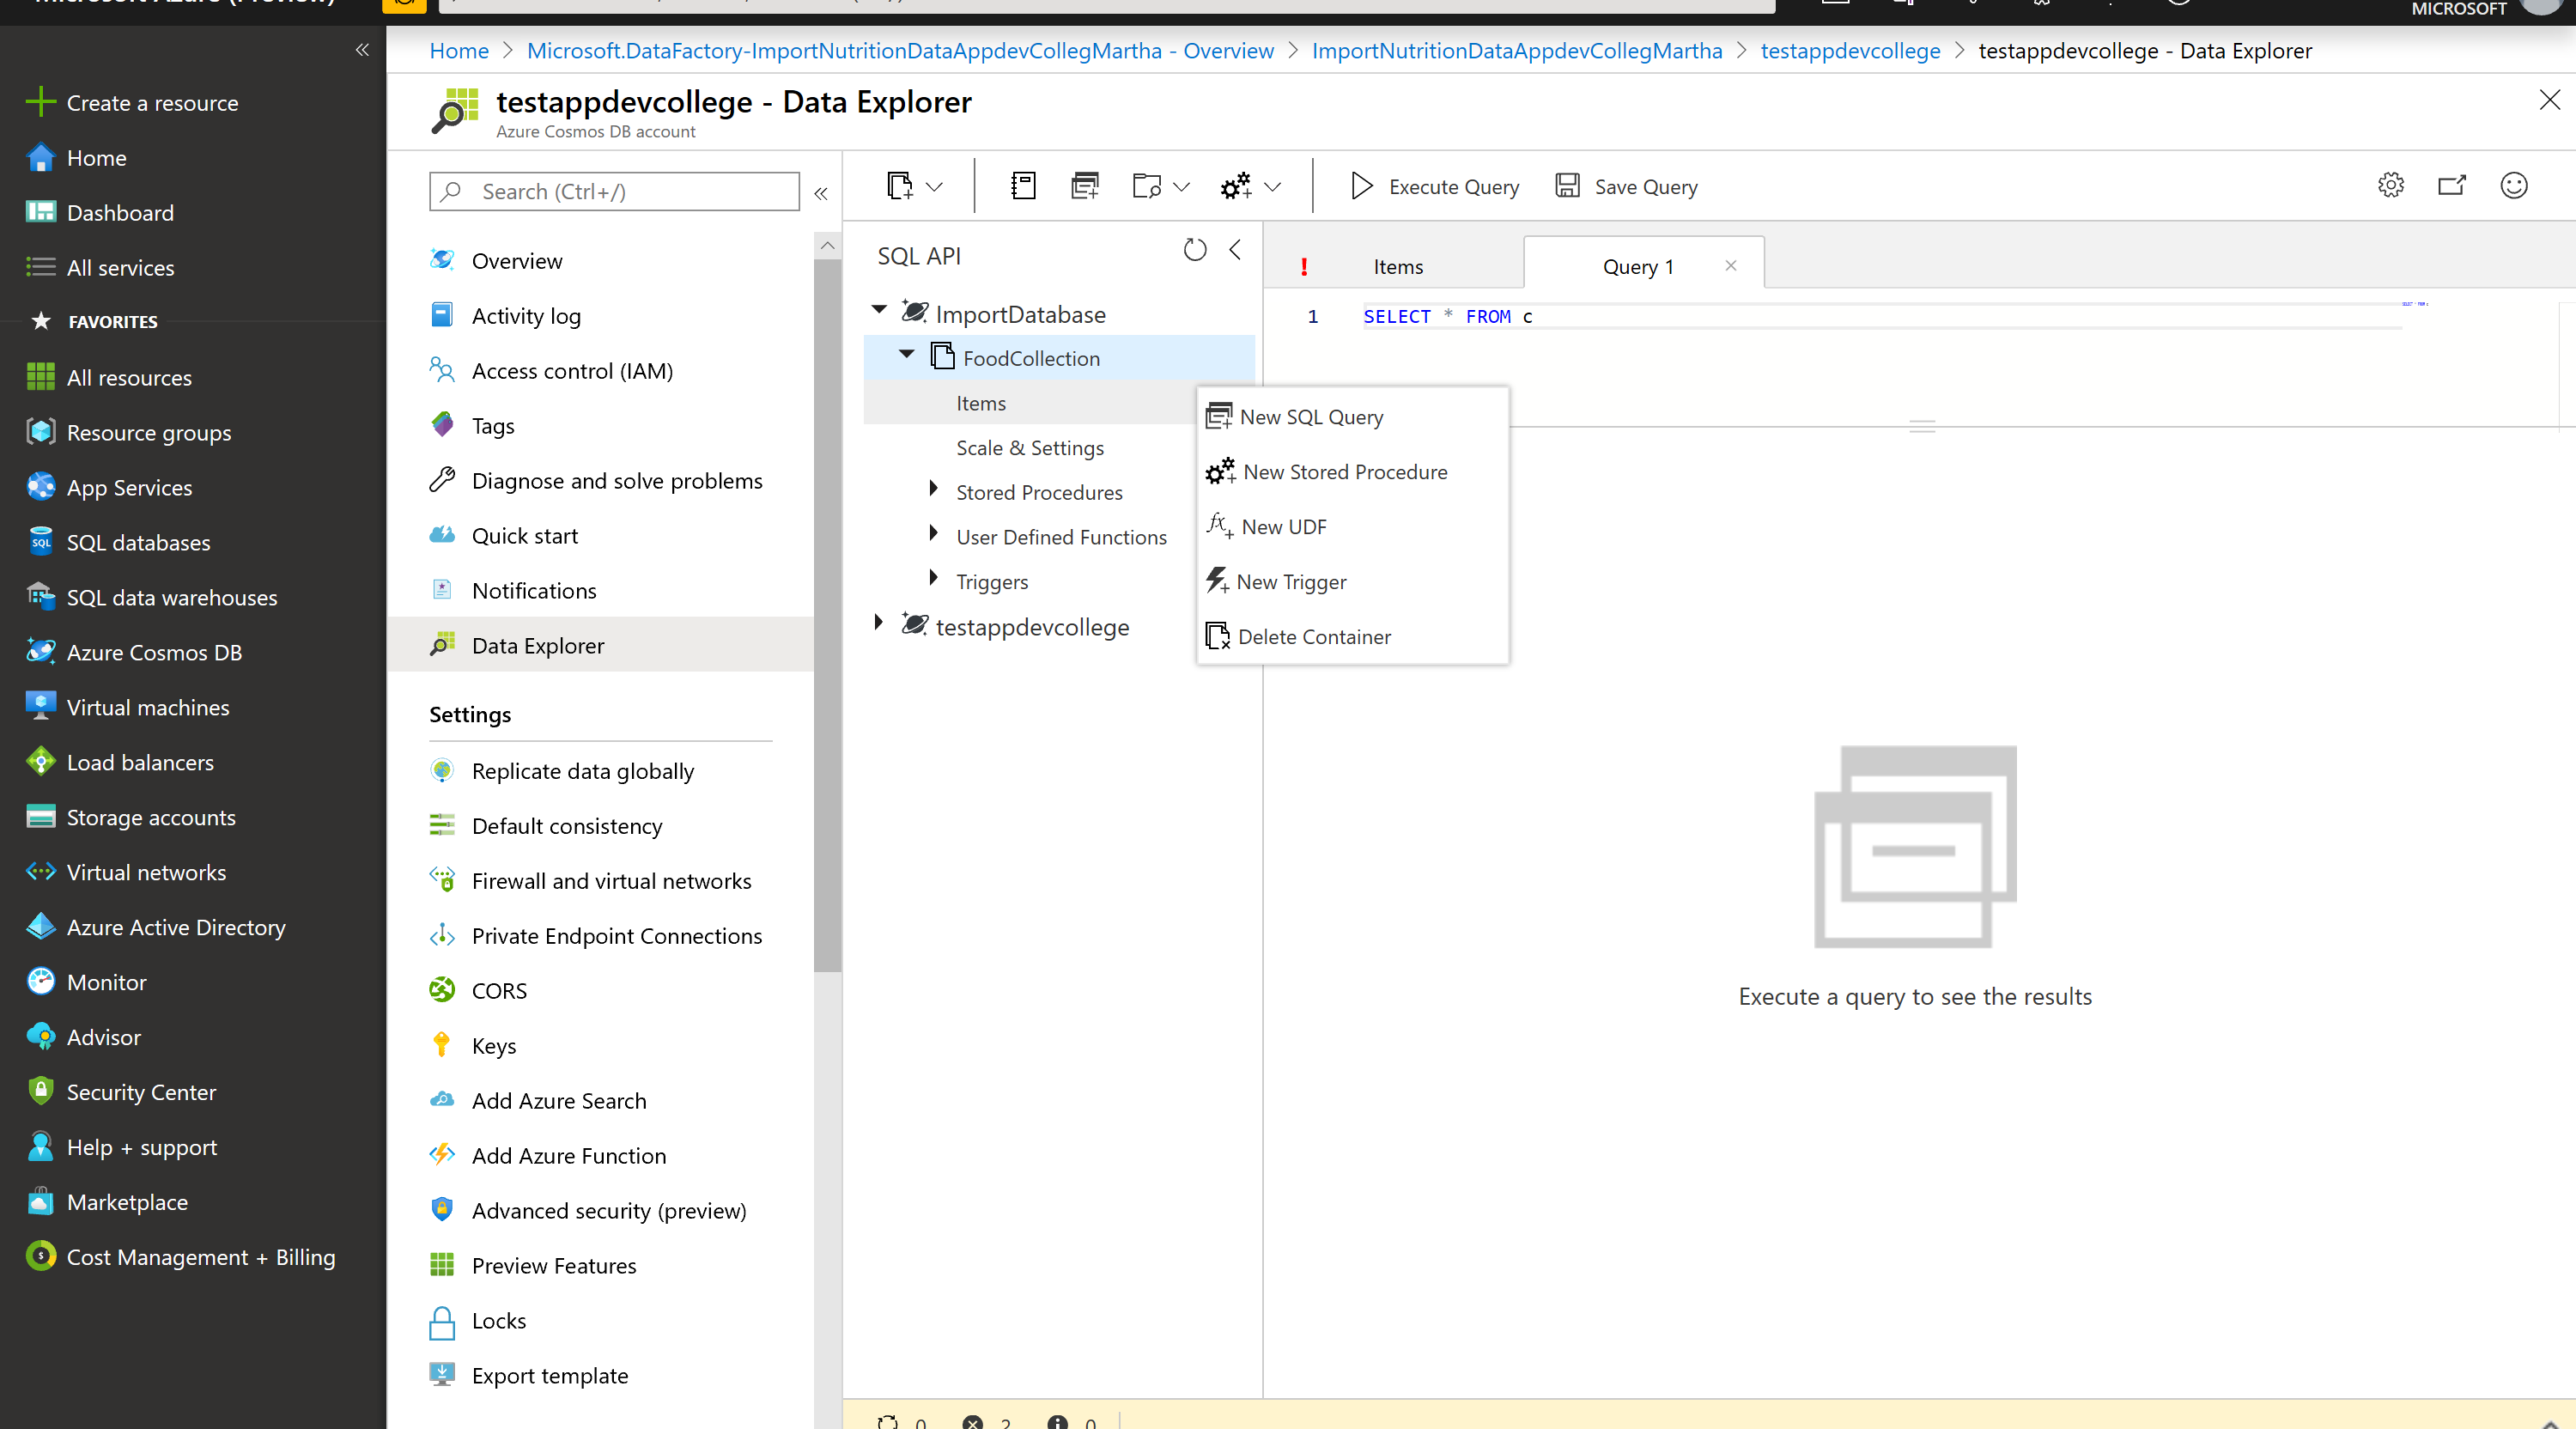 Microsoft Azure (Preview)
MICROSOFT
Home > Microsoft.DataFactory-ImportNutritionDataAppdevCollegMartha - Overview > ImportNutritionDataAppdevCollegMartha > testappdevcollege > testappdevcollege - Data Explorer
testappdevcollege - Data Explorer
Azure Cosmos DB account
Create a resource
Home
Dashboard
All services
FAVORITES
All resources
Resource groups
App Services
SQL databases
SQL
SQL data warehouses
Azure Cosmos DB
Virtual machines
Load balancers
Storage accounts
Virtual networks
Azure Active Directory
Monitor
Advisor
Security Center
Help + support
Marketplace
Cost Management + Billing
Search (Ctrl+/)
Overview
Activity log
Access control (IAM)
Tags
Diagnose and solve problems
Quick start
Notifications
Data Explorer
Settings
Replicate data globally
Default consistency
Firewall and virtual networks
Private Endpoint Connections
CORS
Keys
Add Azure Search
Add Azure Function
Advanced security (preview)
Preview Features
Locks
Export template
Execute Query
Save Query
SQL API
ImportDatabase
FoodCollection
Items
Scale & Settings
Stored Procedures
User Defined Functions
Triggers
testappdevcollege
New SQL Query
New Stored Procedure
New UDF
New Trigger
Delete Container
! Items
Query 1
1 SELECT * FROM c
Execute a query to see the results
0 2 0